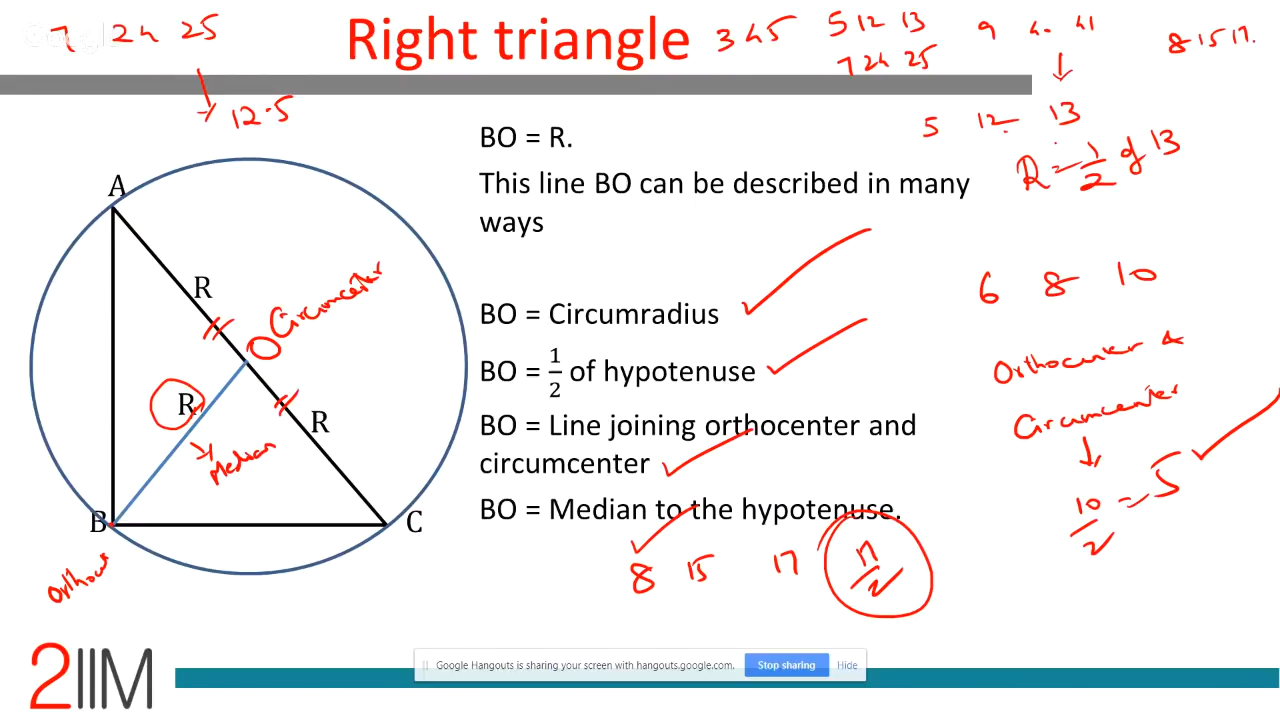 Google
7 24 25
Right triangle
3 4 5
5 12 13
9 40 41
7 24 25
8 15 17.
12.5
5 12 13
R = 1/2 of 13
BO = R.
This line BO can be described in many
ways
A
R
Circumcenter
O
R
R
Median
B
C
BO = Circumradius
BO = 1/2 of hypotenuse
BO = Line joining orthocenter and
circumcenter
BO = Median to the hypotenuse.
6 8 10
Orthocenter &
Circumcenter
10/2 = 5
8 15 17 17/2
2IIM
Google Hangouts is sharing your screen with hangouts.google.com.
Stop sharing
Hide